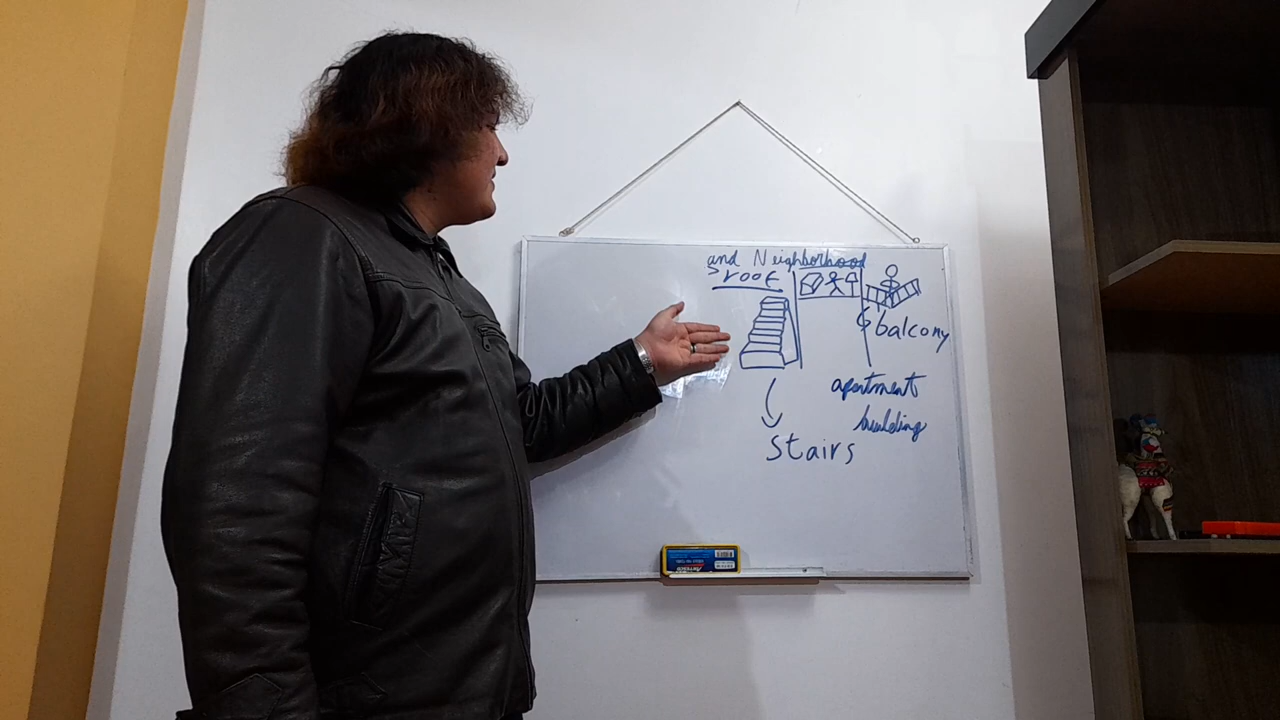 and Neighborhood
roof
balcony
apartment
building
Stairs